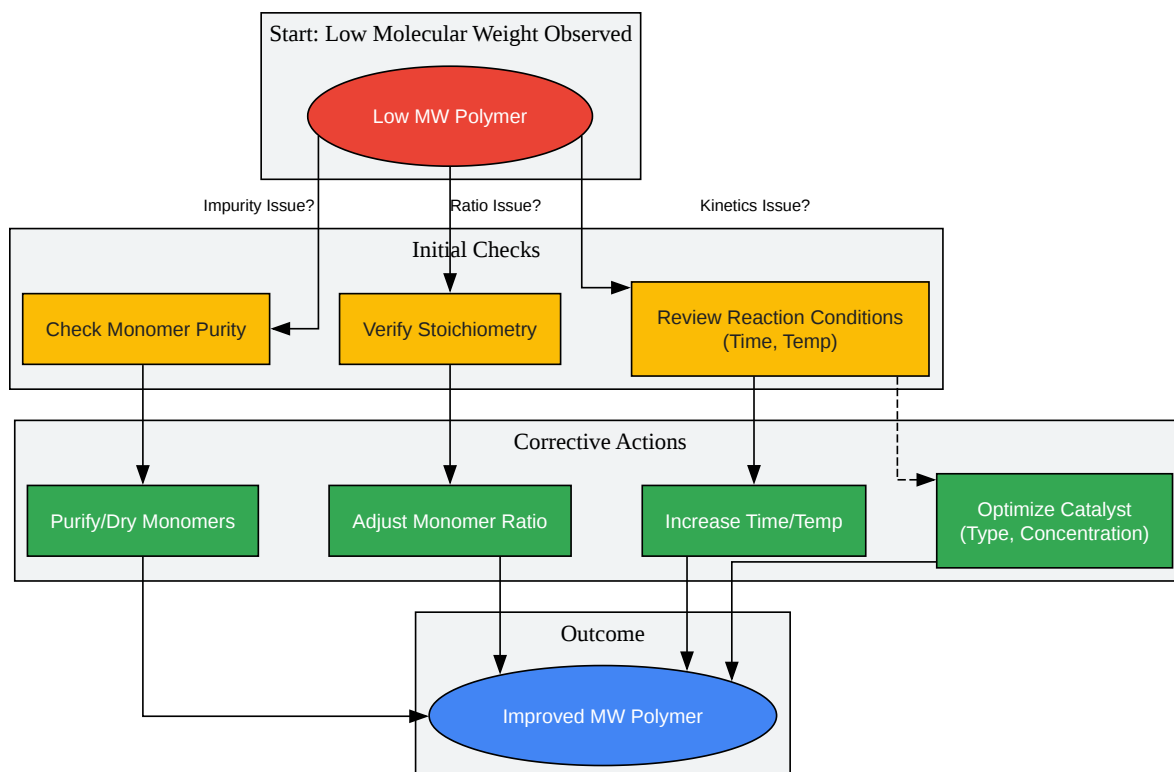 Start: Low Molecular Weight Observed
Low MW Polymer
Impurity Issue?
Ratio Issue?
Kinetics Issue?
Initial Checks
Check Monomer Purity
Verify Stoichiometry
Review Reaction Conditions
(Time, Temp)
Corrective Actions
Purify/Dry Monomers
Adjust Monomer Ratio
Increase Time/Temp
Optimize Catalyst
(Type, Concentration)
Outcome
Improved MW Polymer